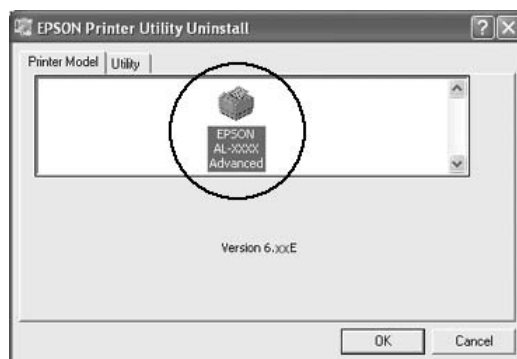 EPSON Printer Utility Uninstall
Printer Model Utility
EPSON
AL-XXXX
Advanced
Version 6.xxE
OK Cancel